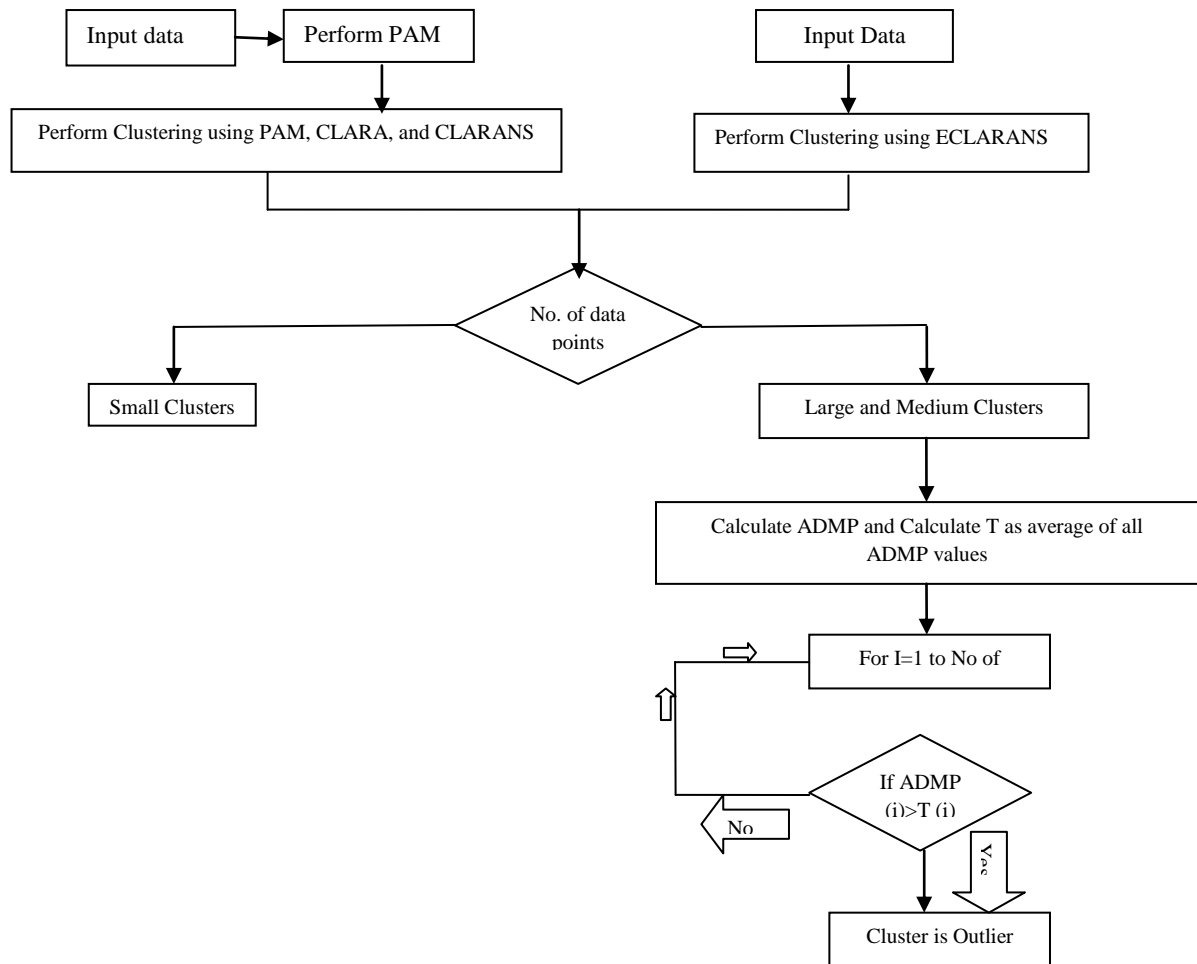 Input data
Perform PAM
Input Data
Perform Clustering using PAM, CLARA, and CLARANS
Perform Clustering using ECLARANS
No. of data
points
Small Clusters
Large and Medium Clusters
Calculate ADMP and Calculate T as average of all
ADMP values
For I=1 to No of
If ADMP
(i)>T (i)
No
Yes
Cluster is Outlier